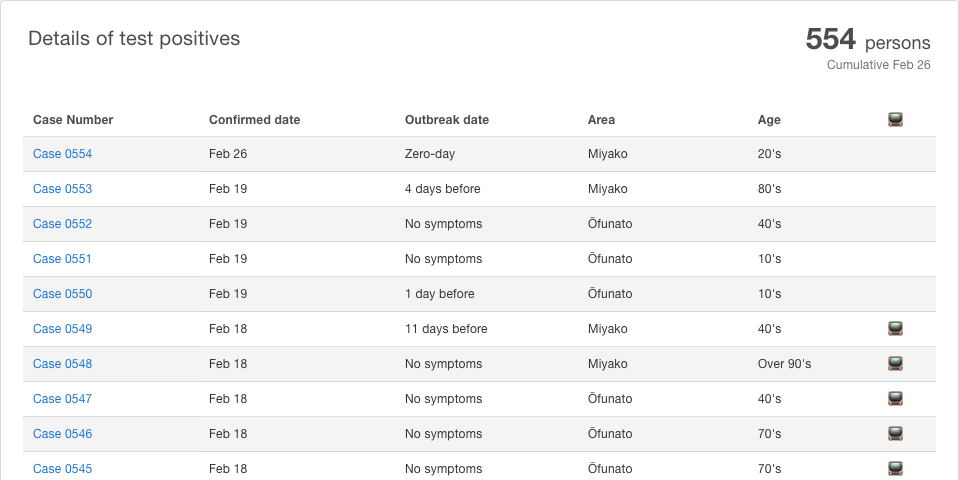 Details of test positives
554 persons
Cumulative Feb 26
Case Number Confirmed date Outbreak date Area Age
Case 0554 Feb 26 Zero-day Miyako 20's
Case 0553 Feb 19 4 days before Miyako 80's
Case 0552 Feb 19 No symptoms Ōfunato 40's
Case 0551 Feb 19 No symptoms Ōfunato 10's
Case 0550 Feb 19 1 day before Ōfunato 10's
Case 0549 Feb 18 11 days before Miyako 40's
Case 0548 Feb 18 No symptoms Miyako Over 90's
Case 0547 Feb 18 No symptoms Ōfunato 40's
Case 0546 Feb 18 No symptoms Ōfunato 70's
Case 0545 Feb 18 No symptoms Ōfunato 70's